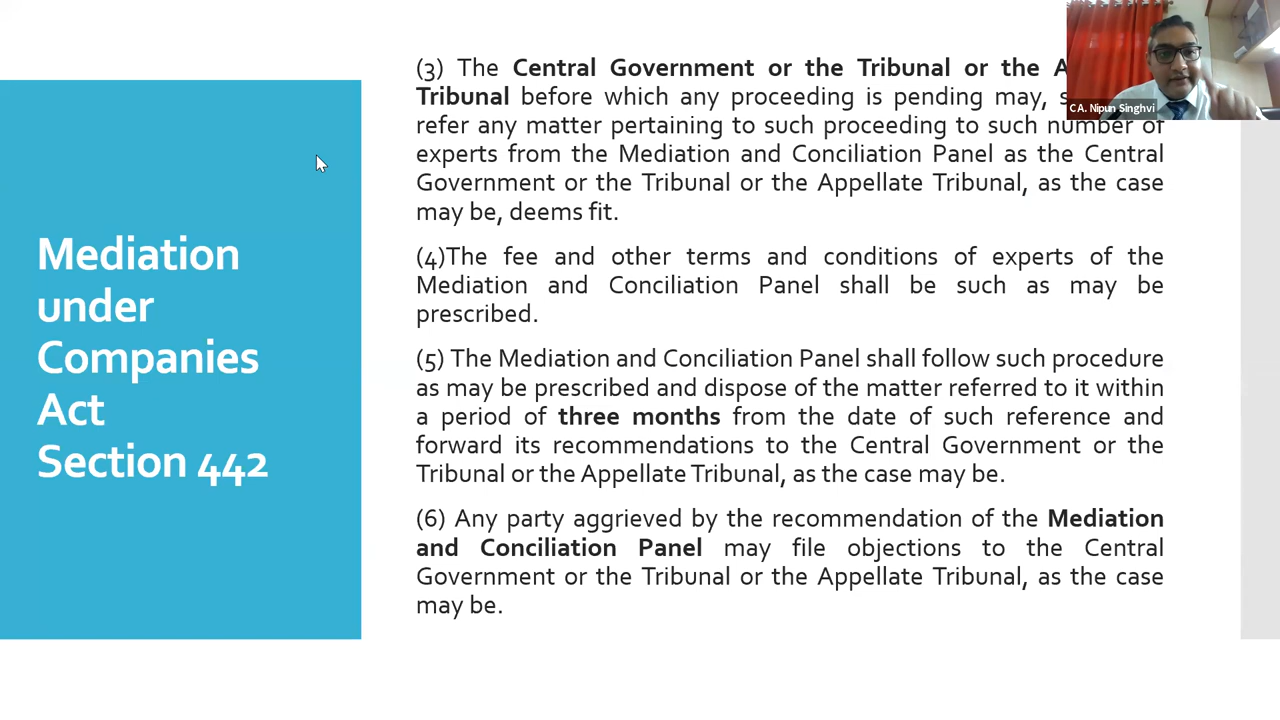 Mediation
under
Companies
Act
Section 442
(3) The Central Government or the Tribunal or the
Tribunal before which any proceeding is pending may,
refer any matter pertaining to such proceeding to such number of
experts from the Mediation and Conciliation Panel as the Central
Government or the Tribunal or the Appellate Tribunal, as the case
may be, deems fit.
(4)The fee and other terms and conditions of experts of the
Mediation and Conciliation Panel shall be such as may be
prescribed.
(5) The Mediation and Conciliation Panel shall follow such procedure
as may be prescribed and dispose of the matter referred to it within
a period of three months from the date of such reference and
forward its recommendations to the Central Government or the
Tribunal or the Appellate Tribunal, as the case may be.
(6) Any party aggrieved by the recommendation of the Mediation
and Conciliation Panel may file objections to the Central
Government or the Tribunal or the Appellate Tribunal, as the case
may be.
CA. Nipun Singhvi